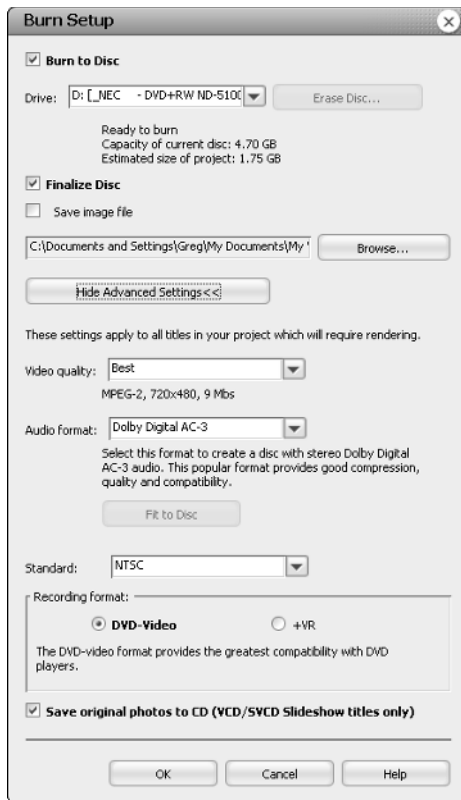 Burn Setup
Burn to Disc
Drive: D: [_NEC - DVD+RW ND-510( Erase Disc...
Ready to burn
Capacity of current disc: 4.70 GB
Estimated size of project: 1.75 GB
Finalize Disc
Save image file
C:\Documents and Settings\Greg\My Documents\My ' Browse...
Hide Advanced Settings<<
These settings apply to all titles in your project which will require rendering.
Video quality: Best
MPEG-2, 720x480, 9 Mbs
Audio format: Dolby Digital AC-3
Select this format to create a disc with stereo Dolby Digital
AC-3 audio. This popular format provides good compression,
quality and compatibility.
Fit to Disc
Standard: NTSC
Recording format:
DVD-Video +VR
The DVD-video format provides the greatest compatibility with DVD
players.
Save original photos to CD (VCD/SVCD Slideshow titles only)
OK Cancel Help